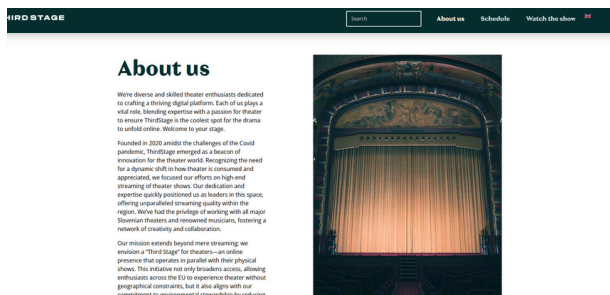 THIRD STAGE
Search
About us
Schedule
Watch the show
About us
We're diverse and skilled theater enthusiasts dedicated
to crafting a thriving digital platform. Each of us plays a
vital role, blending expertise with a passion for theater
to ensure ThirdStage is the coolest spot for the drama
to unfold online. Welcome to your stage.
Founded in 2020 amidst the challenges of the Covid
pandemic, ThirdStage emerged as a beacon of
innovation for the theater world. Recognizing the need
for a dynamic shift in how theater is consumed and
appreciated, we focused our efforts on high-end
streaming of theater shows. Our dedication and
expertise quickly positioned us as leaders in this space,
offering unparalleled streaming quality within the
region. We've had the privilege of working with all major
Slovenian theaters and renowned musicians, fostering a
network of creativity and collaboration.
Our mission extends beyond mere streaming; we
envision a "Third Stage" for theaters—an online
presence that operates in parallel with their physical
shows. This initiative not only broadens access, allowing
enthusiasts across the EU to experience theater without
geographical constraints, but it also aligns with our
commitment to environmental stewardship by reducing